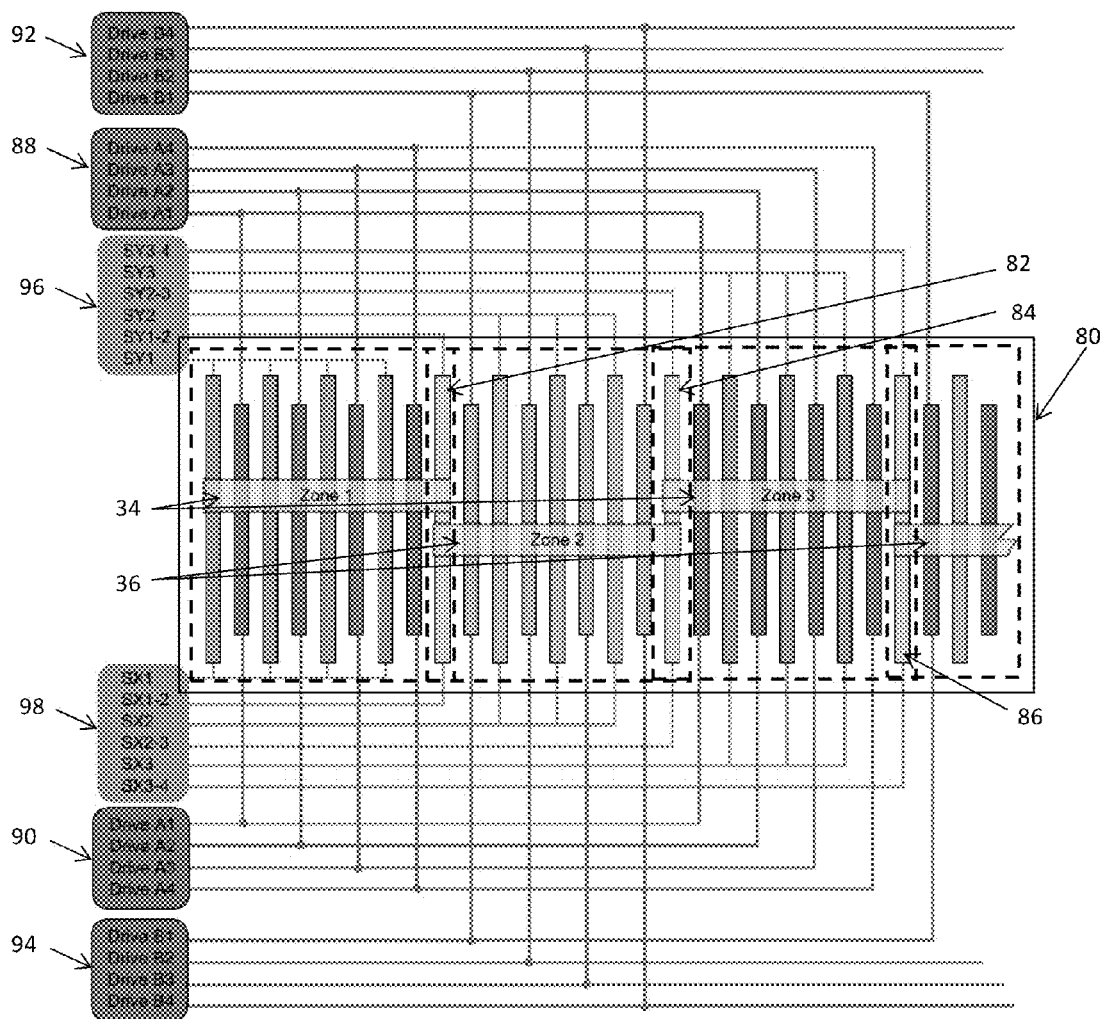 92
Drive B4
Drive B3
Drive B2
Drive B1
88
Drive A4
Drive A3
Drive A2
Drive A1
96
SY3-4
SY3
SY2-3
SY2
SY1-2
SY1
82
84
80
34
Zone 1
Zone 3
36
Zone 2
98
SX1
SX1-2
SX2
SX2-3
SX3
SX3-4
86
90
Drive A1
Drive A2
Drive A3
Drive A4
94
Drive B1
Drive B2
Drive B3
Drive B4